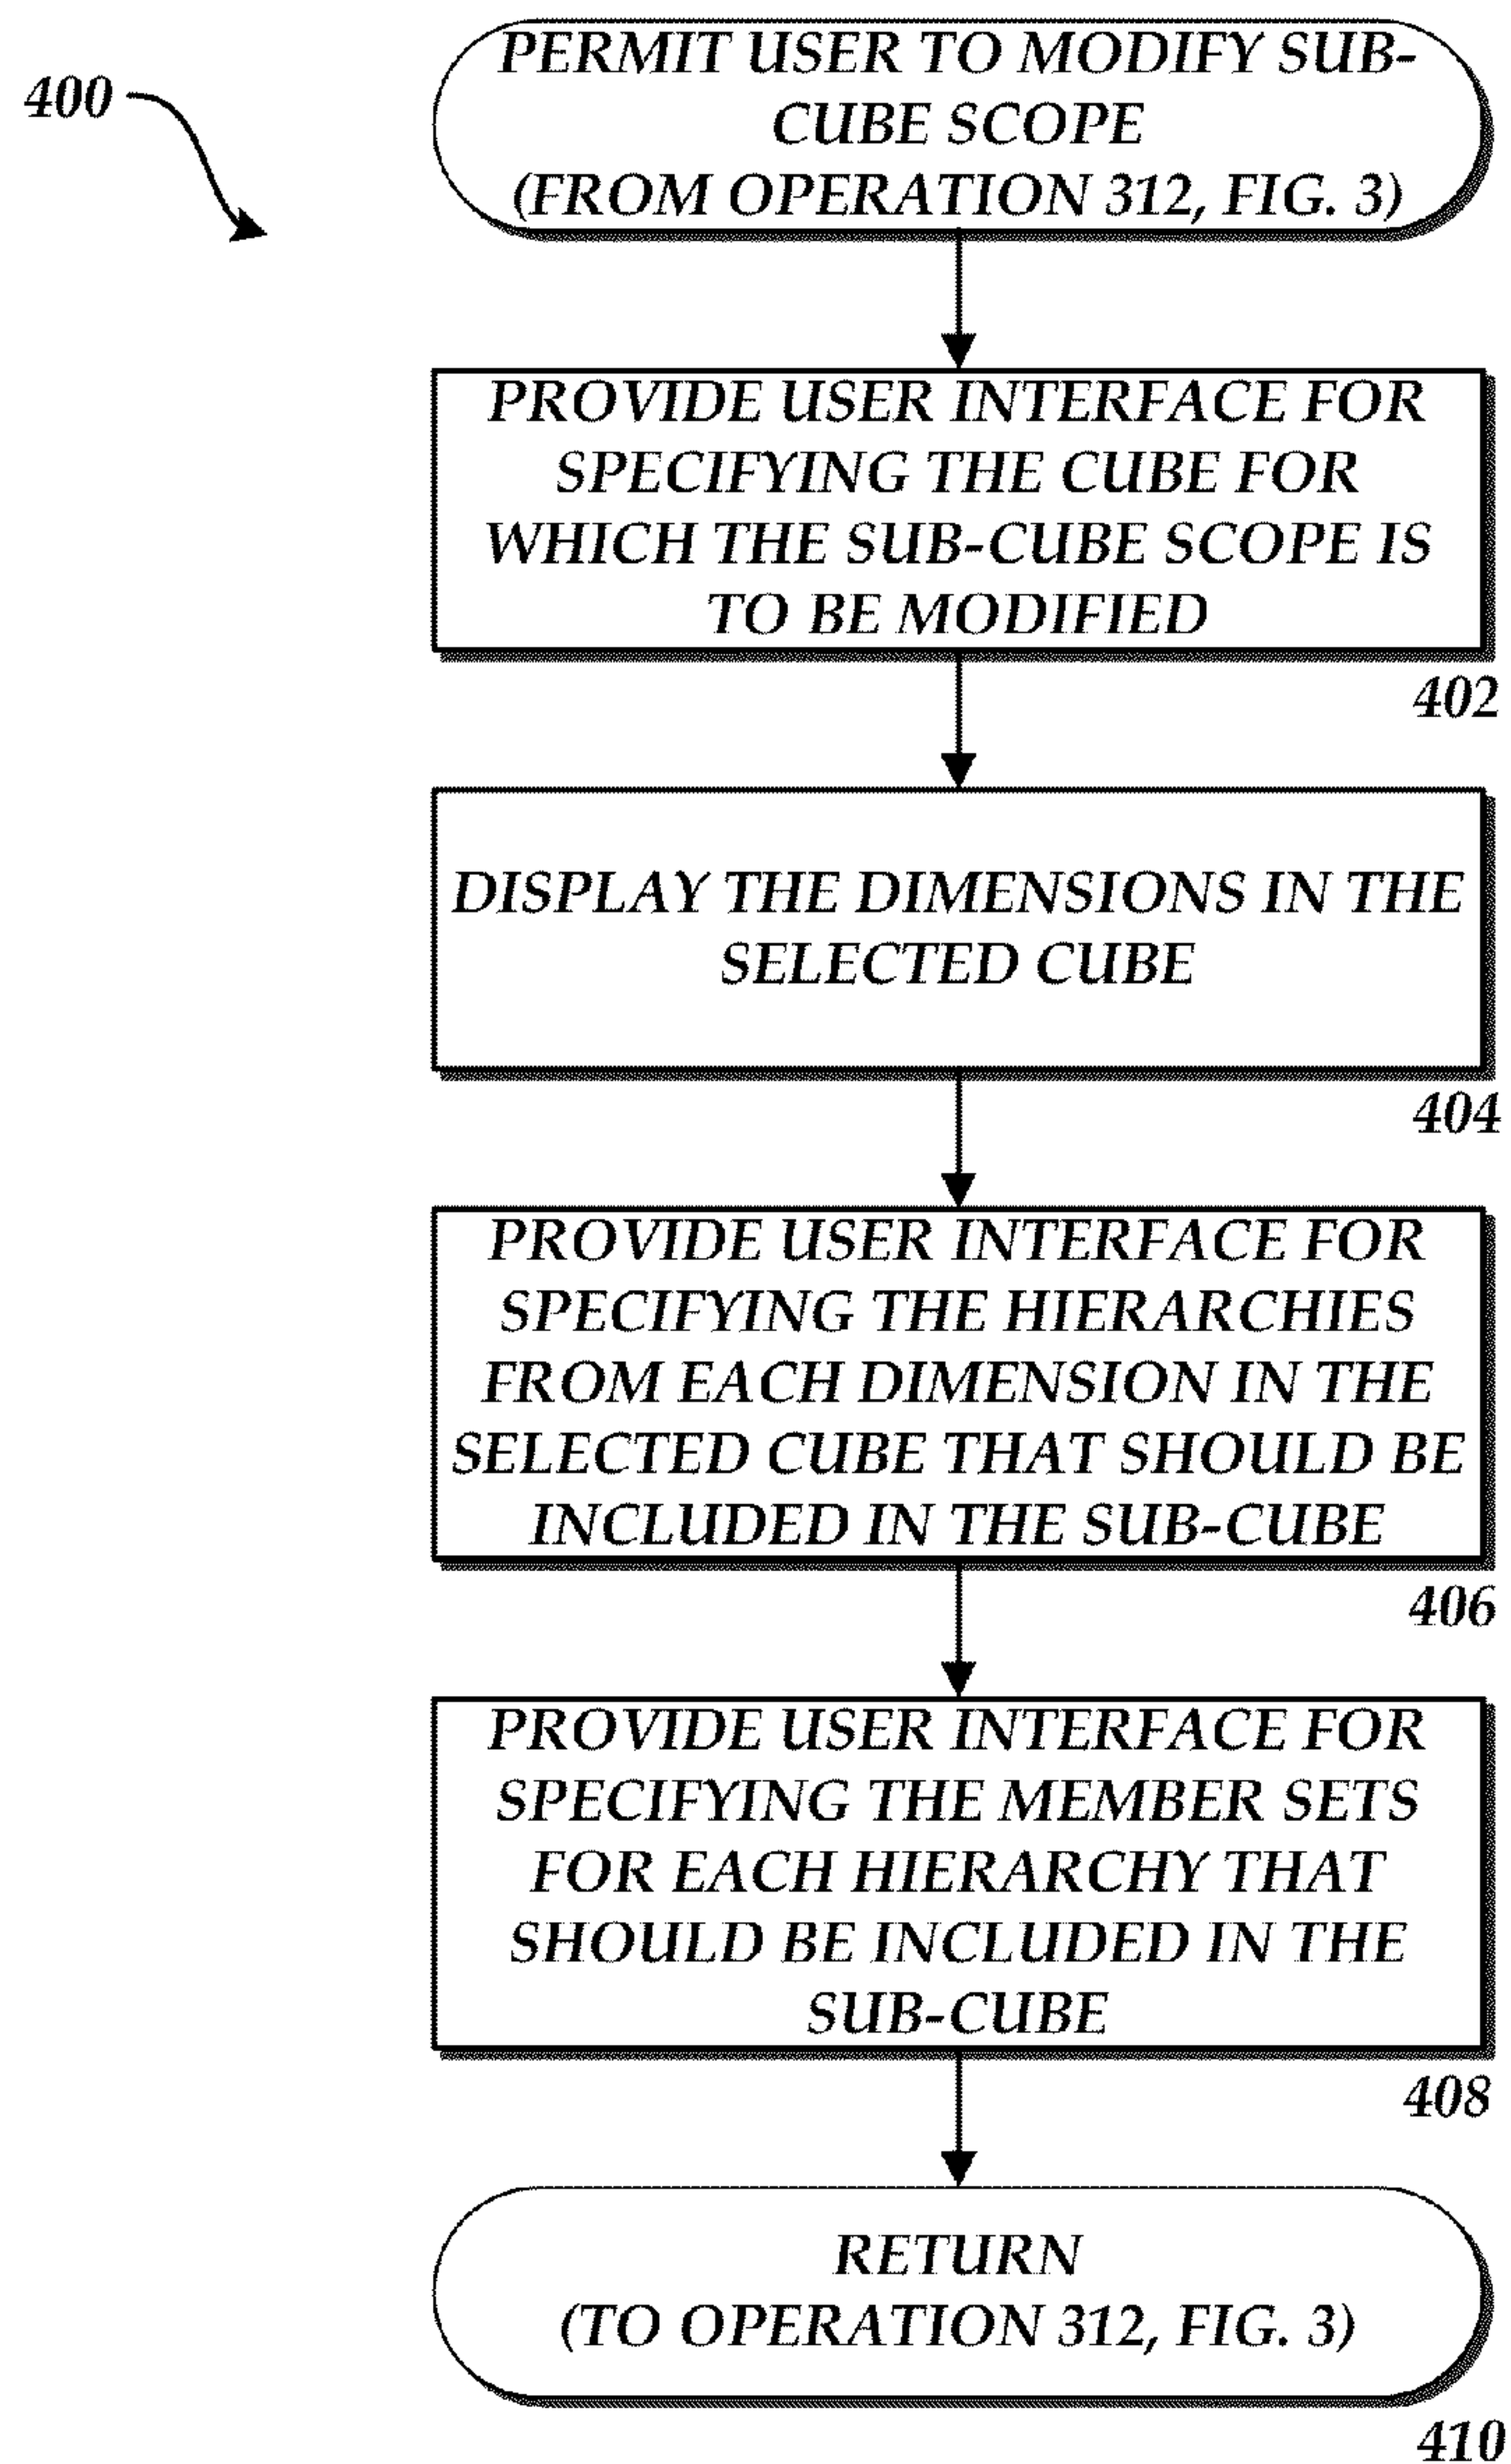 400
PERMIT USER TO MODIFY SUB-
CUBE SCOPE
(FROM OPERATION 312, FIG. 3)
PROVIDE USER INTERFACE FOR
SPECIFYING THE CUBE FOR
WHICH THE SUB-CUBE SCOPE IS
TO BE MODIFIED
402
DISPLAY THE DIMENSIONS IN THE
SELECTED CUBE
404
PROVIDE USER INTERFACE FOR
SPECIFYING THE HIERARCHIES
FROM EACH DIMENSION IN THE
SELECTED CUBE THAT SHOULD BE
INCLUDED IN THE SUB-CUBE
406
PROVIDE USER INTERFACE FOR
SPECIFYING THE MEMBER SETS
FOR EACH HIERARCHY THAT
SHOULD BE INCLUDED IN THE
SUB-CUBE
408
RETURN
(TO OPERATION 312, FIG. 3)
410